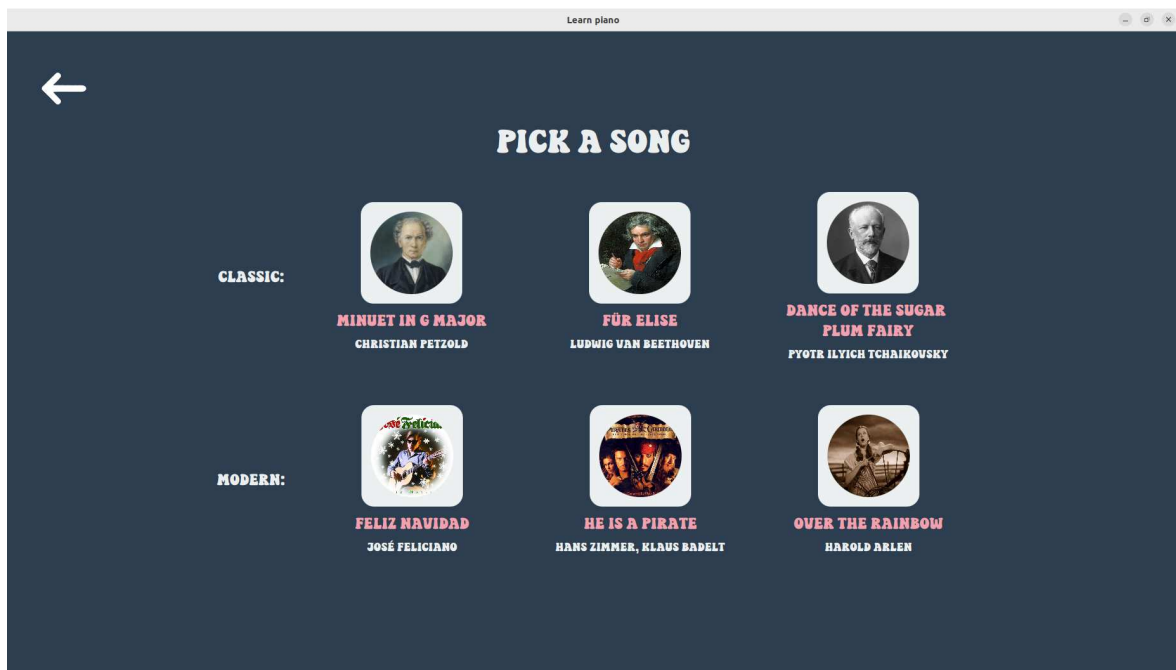 Learn piano
PICK A SONG
CLASSIC:
MINUET IN G MAJOR
CHRISTIAN PETZOLD
FÜR ELISE
LUDWIG VAN BEETHOVEN
DANCE OF THE SUGAR
PLUM FAIRY
PYOTR ILYICH TCHAIKOVSKY
MODERN:
FELIZ NAVIDAD
JOSÉ FELICIANO
HE IS A PIRATE
HANS ZIMMER, KLAUS BADELT
OVER THE RAINBOW
HAROLD ARLEN